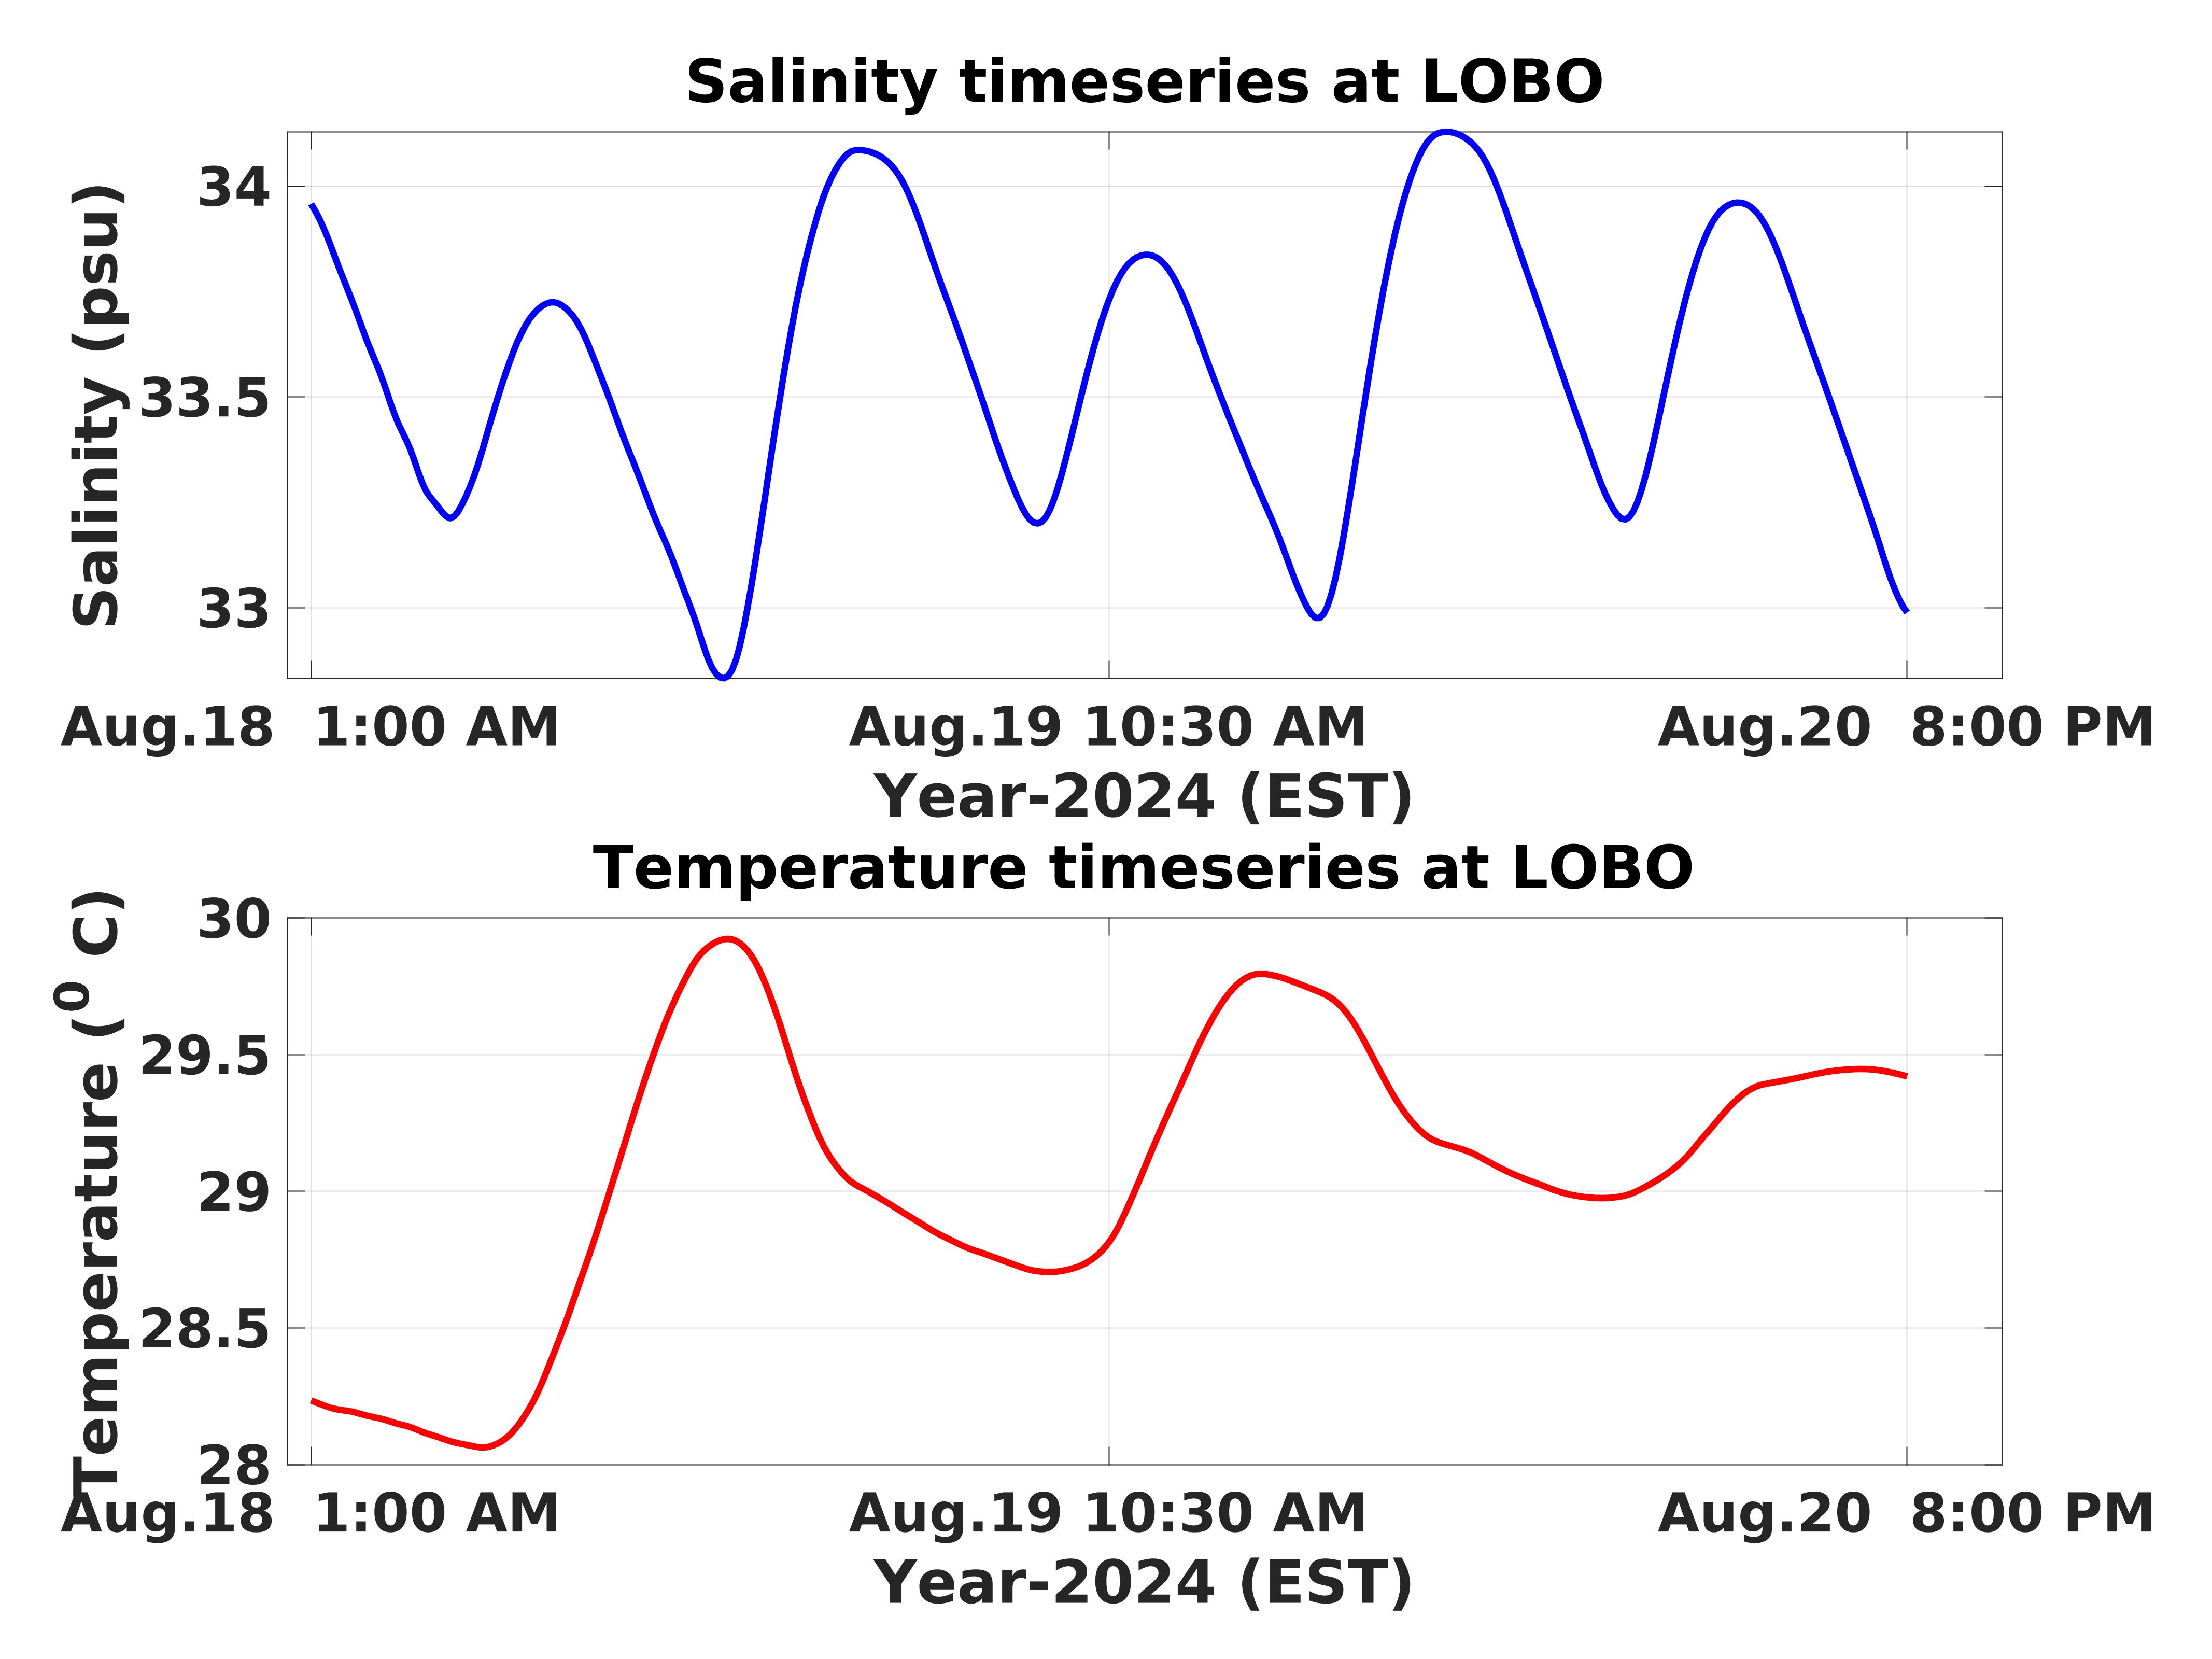 Salinity timeseries at LOBO
Salinity (psu)
34
33.5
33
Aug.18  1:00 AM
Aug.19 10:30 AM
Aug.20  8:00 PM
Year-2024 (EST)
Temperature timeseries at LOBO
Temperature (⁰ C)
30
29.5
29
28.5
28
Aug.18  1:00 AM
Aug.19 10:30 AM
Aug.20  8:00 PM
Year-2024 (EST)